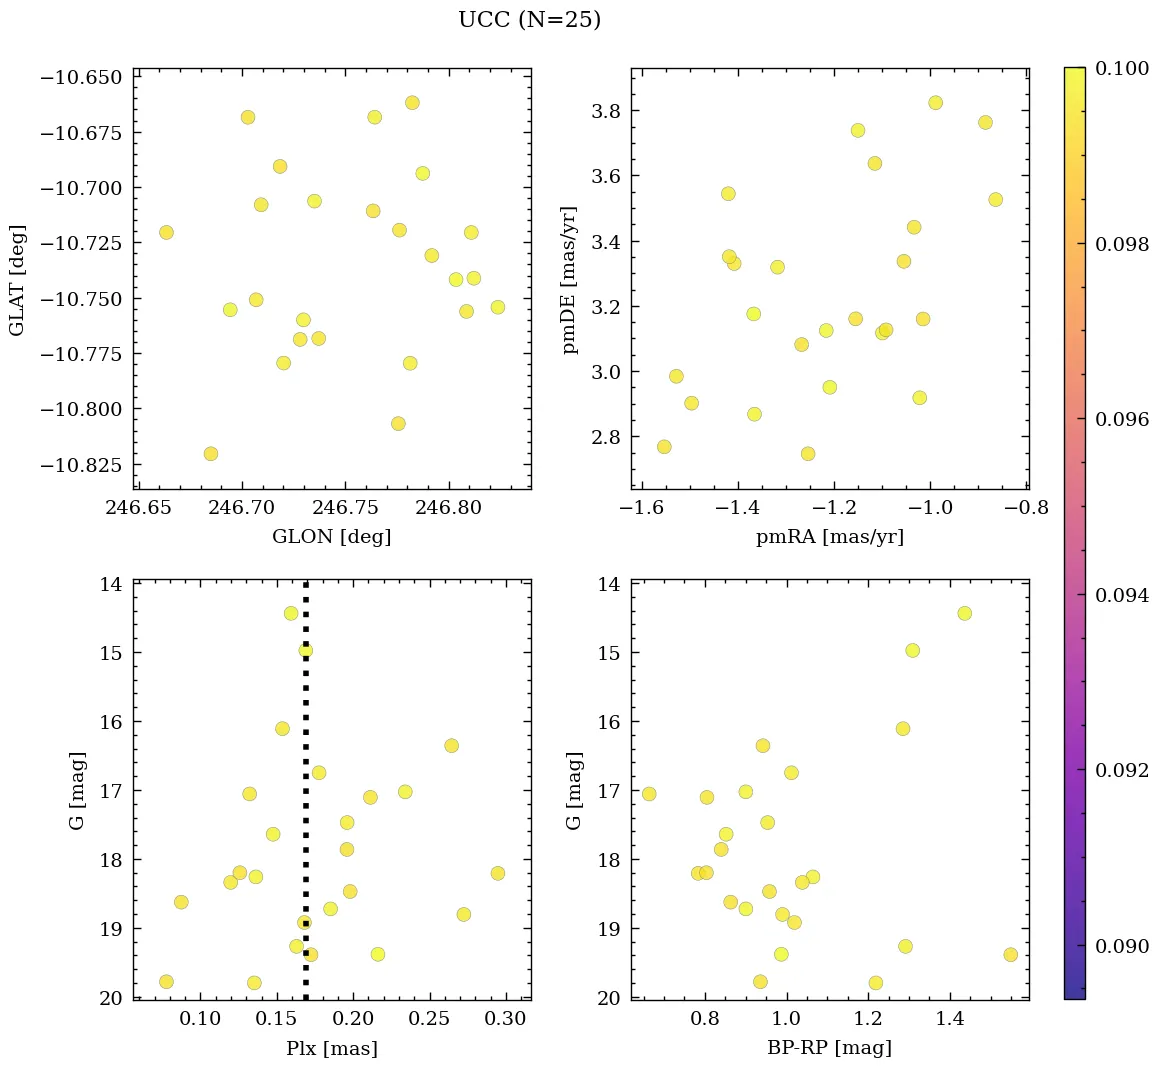 UCC (N=25)
−10.650
−10.675
−10.700
−10.725
−10.750
−10.775
−10.800
−10.825
GLAT [deg]
246.65 246.70 246.75 246.80
GLON [deg]
3.8
3.6
3.4
3.2
3.0
2.8
pmDE [mas/yr]
−1.6 −1.4 −1.2 −1.0 −0.8
pmRA [mas/yr]
14
15
16
17
18
19
20
G [mag]
0.10 0.15 0.20 0.25 0.30
Plx [mas]
14
15
16
17
18
19
20
G [mag]
0.8 1.0 1.2 1.4
BP-RP [mag]
0.100
0.098
0.096
0.094
0.092
0.090